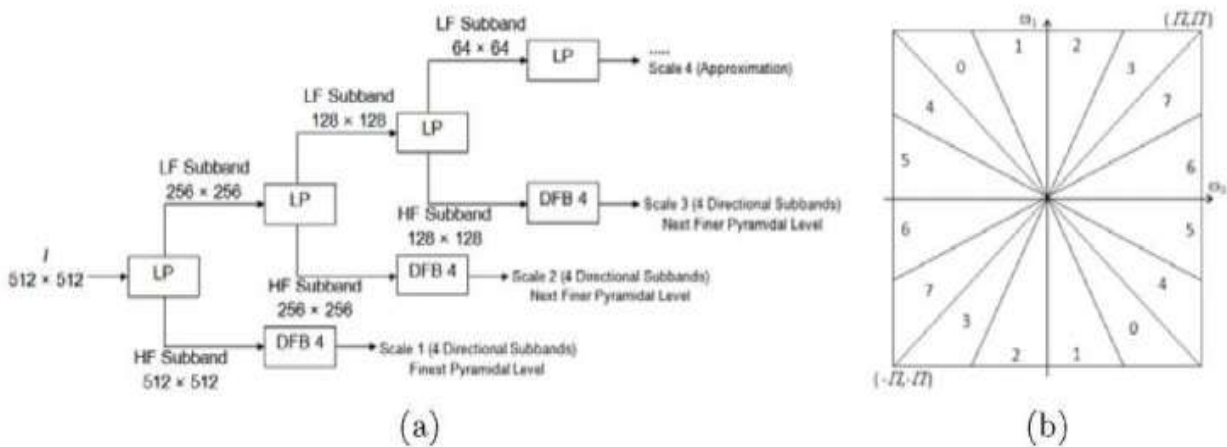 LF Subband
64 × 64
LP
.....
Scale 4 (Approximation)
LF Subband
128 × 128
LP
LF Subband
256 × 256
LP
HF Subband
128 × 128
DFB 4
Scale 3 (4 Directional Subbands)
Next Finer Pyramidal Level
I
512 × 512
LP
HF Subband
256 × 256
DFB 4
Scale 2 (4 Directional Subbands)
Next Finer Pyramidal Level
HF Subband
512 × 512
DFB 4
Scale 1 (4 Directional Subbands)
Finest Pyramidal Level
(a)
ω₁
(Π,Π)
1 2
0 3
4 7
5 6
6 5
7 4
3 0
2 1
(-Π,-Π)
(b)